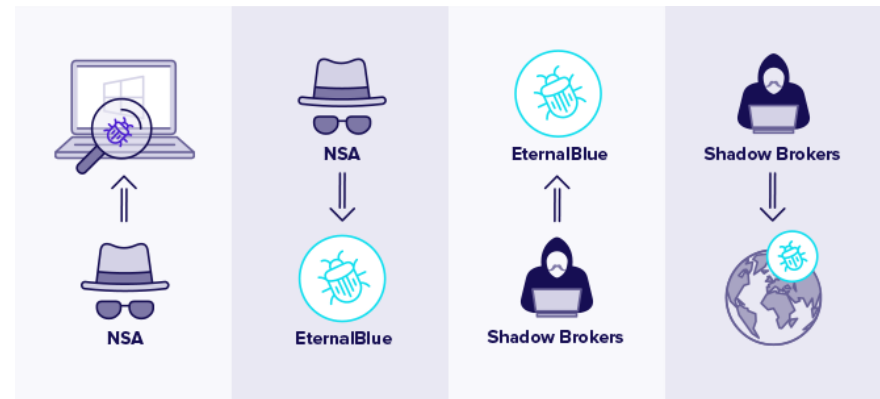 NSA
NSA
EternalBlue
EternalBlue
Shadow Brokers
Shadow Brokers